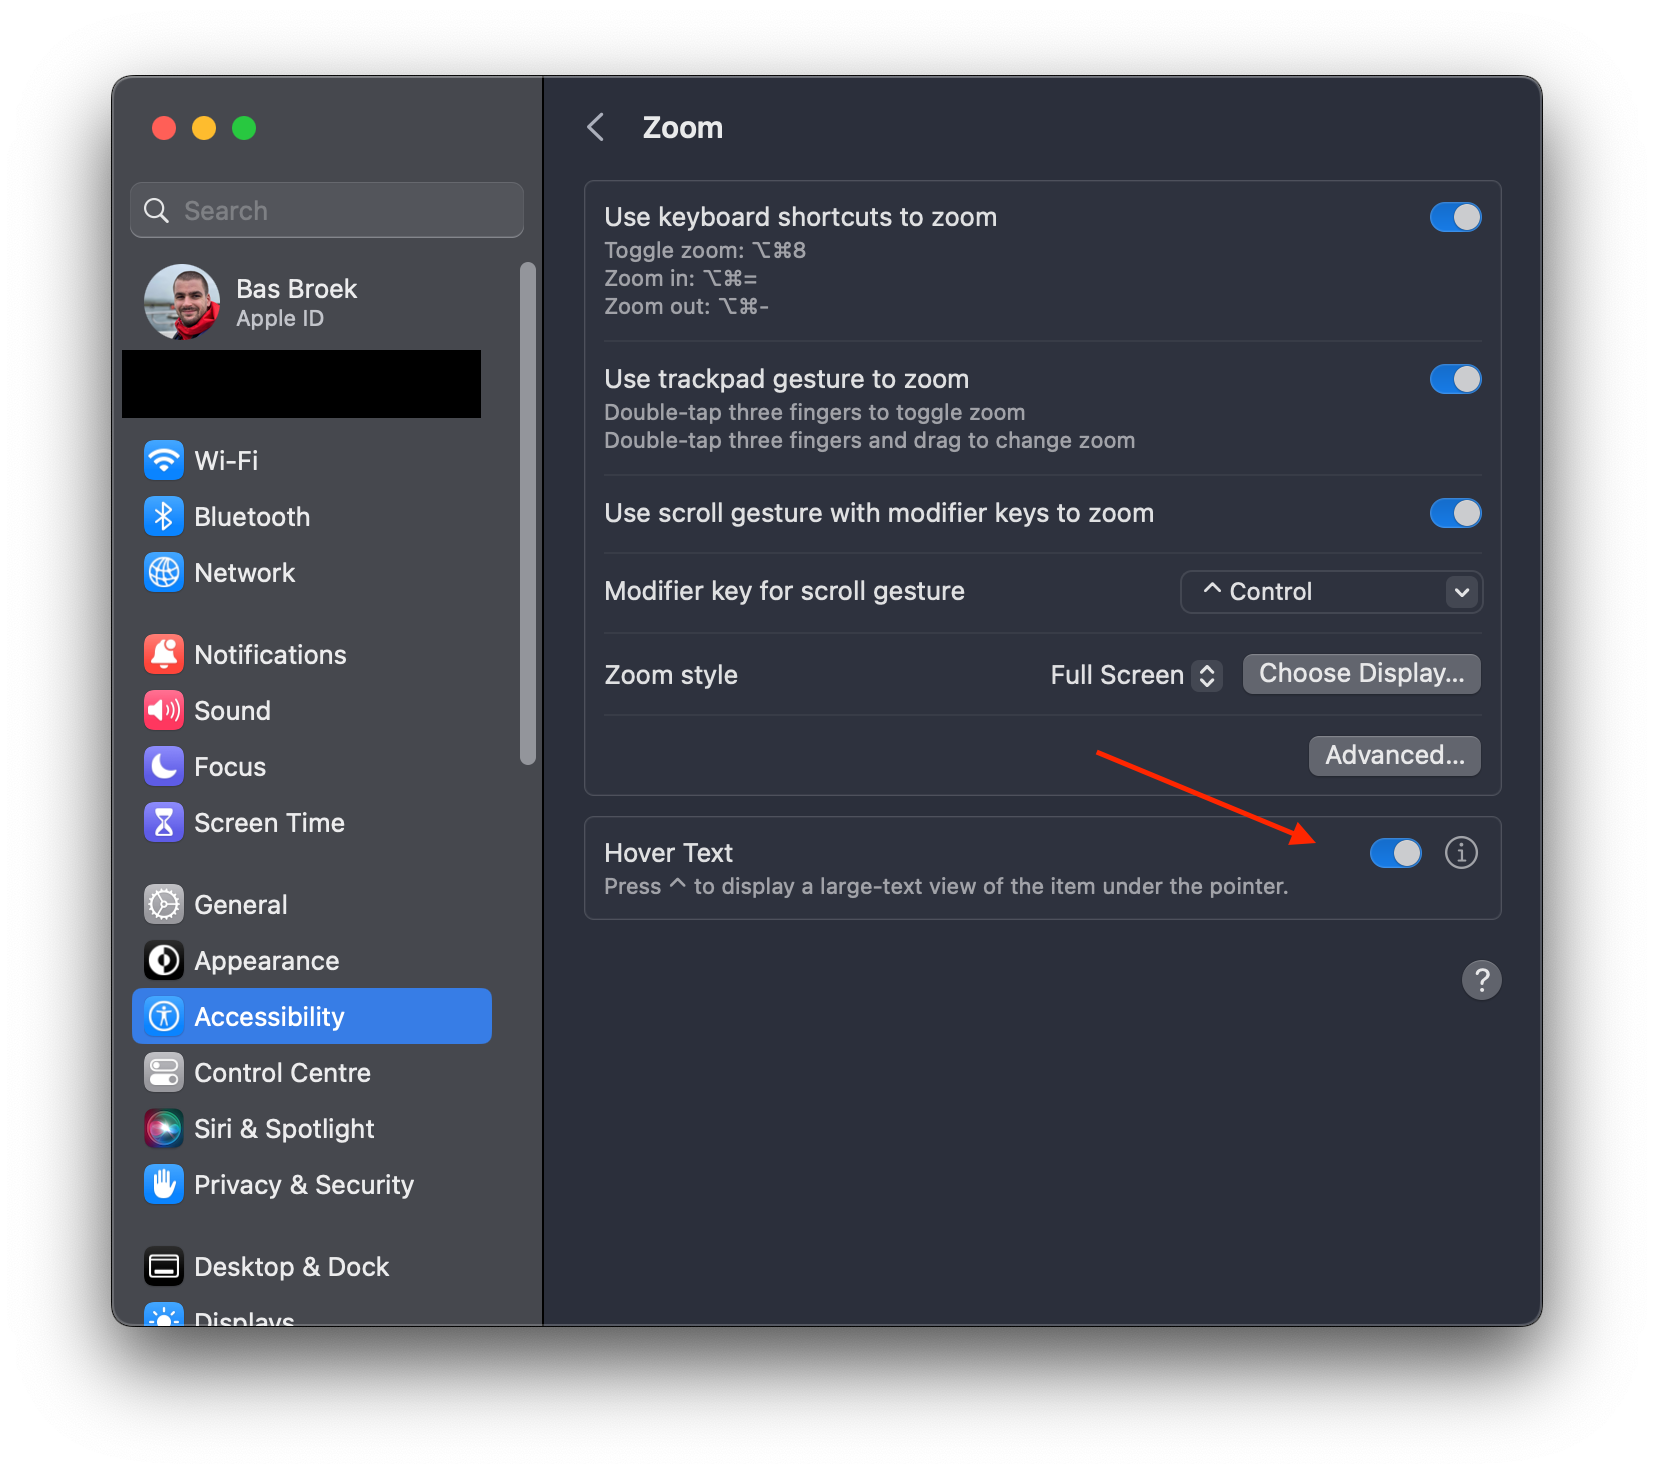 Search
Bas Broek
Apple ID
Wi-Fi
Bluetooth
Network
Notifications
Sound
Focus
Screen Time
General
Appearance
Accessibility
Control Centre
Siri & Spotlight
Privacy & Security
Desktop & Dock
Displays
Zoom
Use keyboard shortcuts to zoom
Toggle zoom: ⌥⌘8
Zoom in: ⌥⌘=
Zoom out: ⌥⌘-
Use trackpad gesture to zoom
Double-tap three fingers to toggle zoom
Double-tap three fingers and drag to change zoom
Use scroll gesture with modifier keys to zoom
Modifier key for scroll gesture
⌃ Control
Zoom style
Full Screen
Choose Display...
Advanced...
Hover Text
Press ⌃ to display a large-text view of the item under the pointer.
?